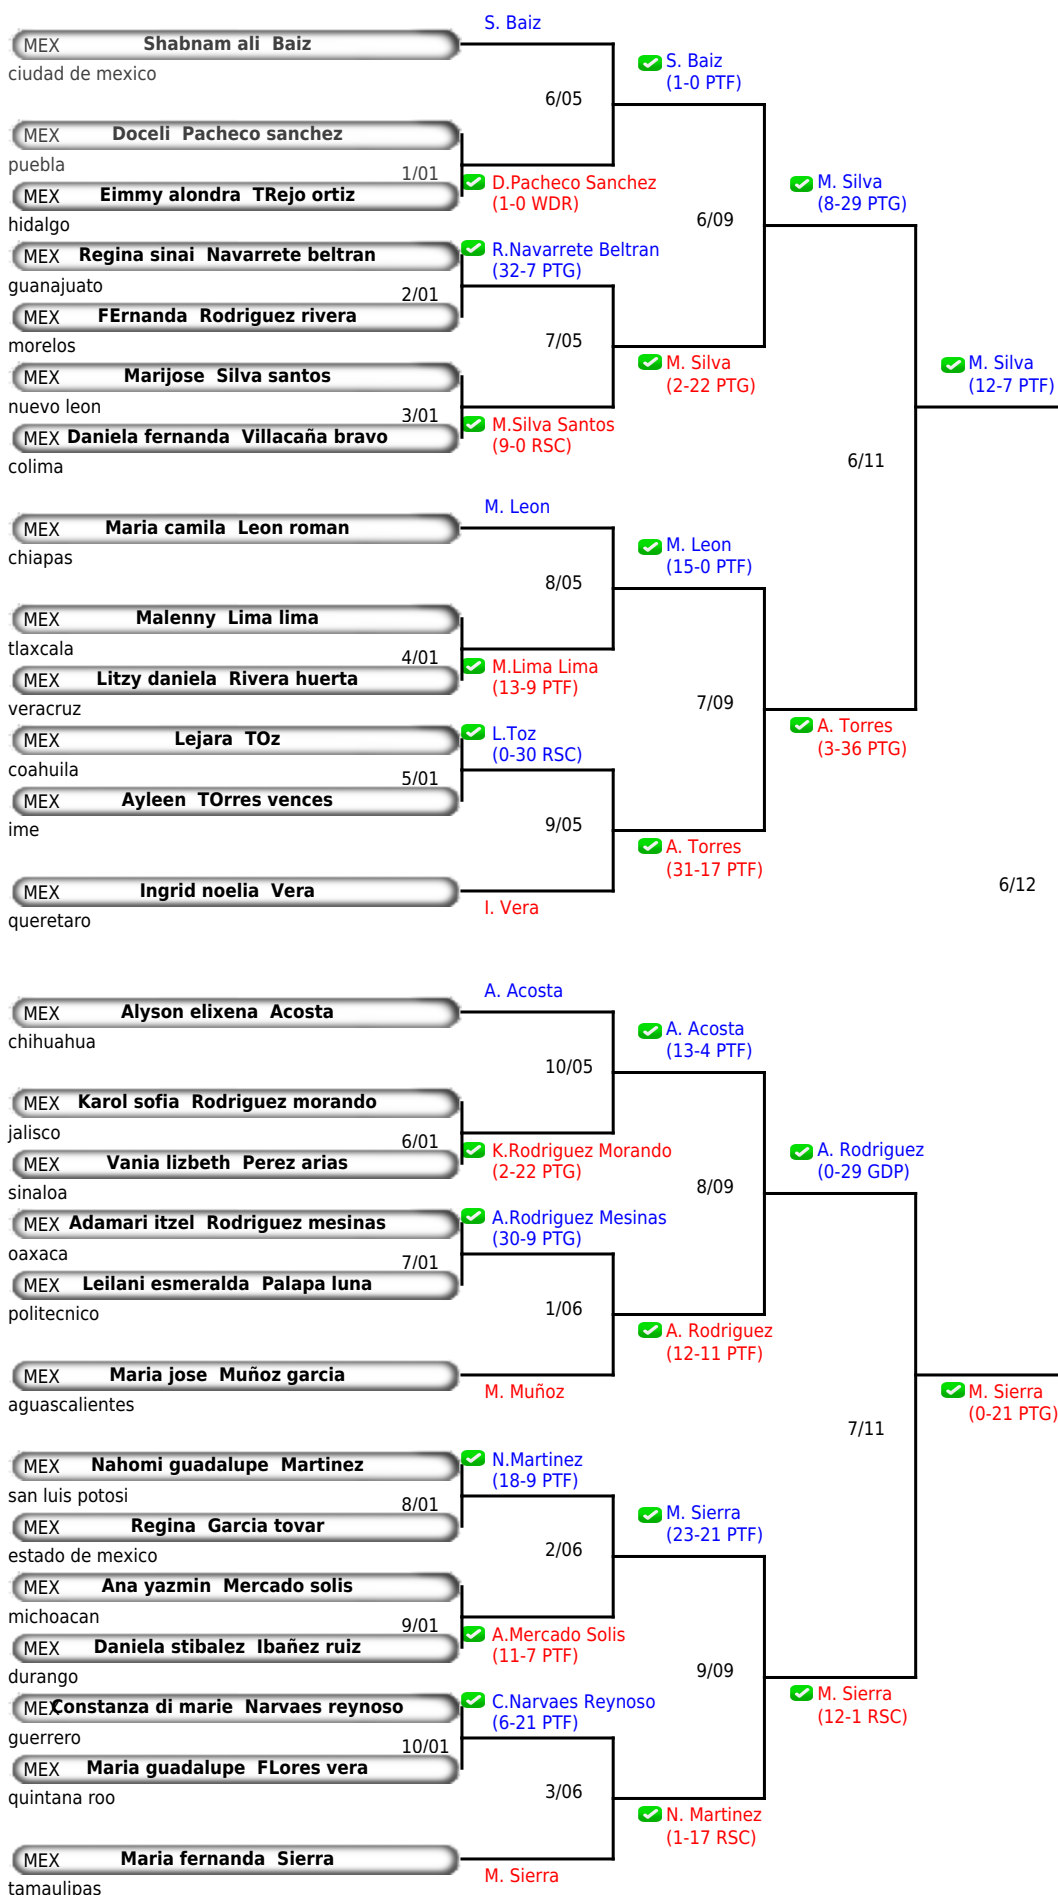 S. Baiz
MEX Shabnam ali Baiz
ciudad de mexico
S. Baiz
(1-0 PTF)
6/05
MEX Doceli Pacheco sanchez
puebla
1/01
D.Pacheco Sanchez
(1-0 WDR)
MEX Eimmy alondra TRejo ortiz
hidalgo
M. Silva
(8-29 PTG)
6/09
MEX Regina sinai Navarrete beltran
guanajuato
R.Navarrete Beltran
(32-7 PTG)
2/01
MEX FErnanda Rodriguez rivera
morelos
7/05
M. Silva
(2-22 PTG)
M. Silva
(12-7 PTF)
MEX Marijose Silva santos
nuevo leon
3/01
M.Silva Santos
(9-0 RSC)
MEX Daniela fernanda Villacaña bravo
colima
6/11
M. Leon
MEX Maria camila Leon roman
chiapas
M. Leon
(15-0 PTF)
8/05
MEX Malenny Lima lima
tlaxcala
4/01
M.Lima Lima
(13-9 PTF)
MEX Litzy daniela Rivera huerta
veracruz
7/09
A. Torres
(3-36 PTG)
MEX Lejara TOz
coahuila
L.Toz
(0-30 RSC)
5/01
MEX Ayleen TOrres vences
ime
9/05
A. Torres
(31-17 PTF)
MEX Ingrid noelia Vera
queretaro
I. Vera
6/12
A. Acosta
MEX Alyson elixena Acosta
chihuahua
A. Acosta
(13-4 PTF)
10/05
MEX Karol sofia Rodriguez morando
jalisco
6/01
K.Rodriguez Morando
(2-22 PTG)
MEX Vania lizbeth Perez arias
sinaloa
A. Rodriguez
(0-29 GDP)
8/09
MEX Adamari itzel Rodriguez mesinas
oaxaca
A.Rodriguez Mesinas
(30-9 PTG)
7/01
MEX Leilani esmeralda Palapa luna
politecnico
1/06
A. Rodriguez
(12-11 PTF)
MEX Maria jose Muñoz garcia
aguascalientes
M. Muñoz
M. Sierra
(0-21 PTG)
7/11
MEX Nahomi guadalupe Martinez
san luis potosi
N.Martinez
(18-9 PTF)
8/01
MEX Regina Garcia tovar
estado de mexico
M. Sierra
(23-21 PTF)
2/06
MEX Ana yazmin Mercado solis
michoacan
9/01
A.Mercado Solis
(11-7 PTF)
MEX Daniela stibalez Ibañez ruiz
durango
9/09
M. Sierra
(12-1 RSC)
MEX Constanza di marie Narvaes reynoso
guerrero
C.Narvaes Reynoso
(6-21 PTF)
10/01
MEX Maria guadalupe FLores vera
quintana roo
3/06
N. Martinez
(1-17 RSC)
MEX Maria fernanda Sierra
tamaulipas
M. Sierra